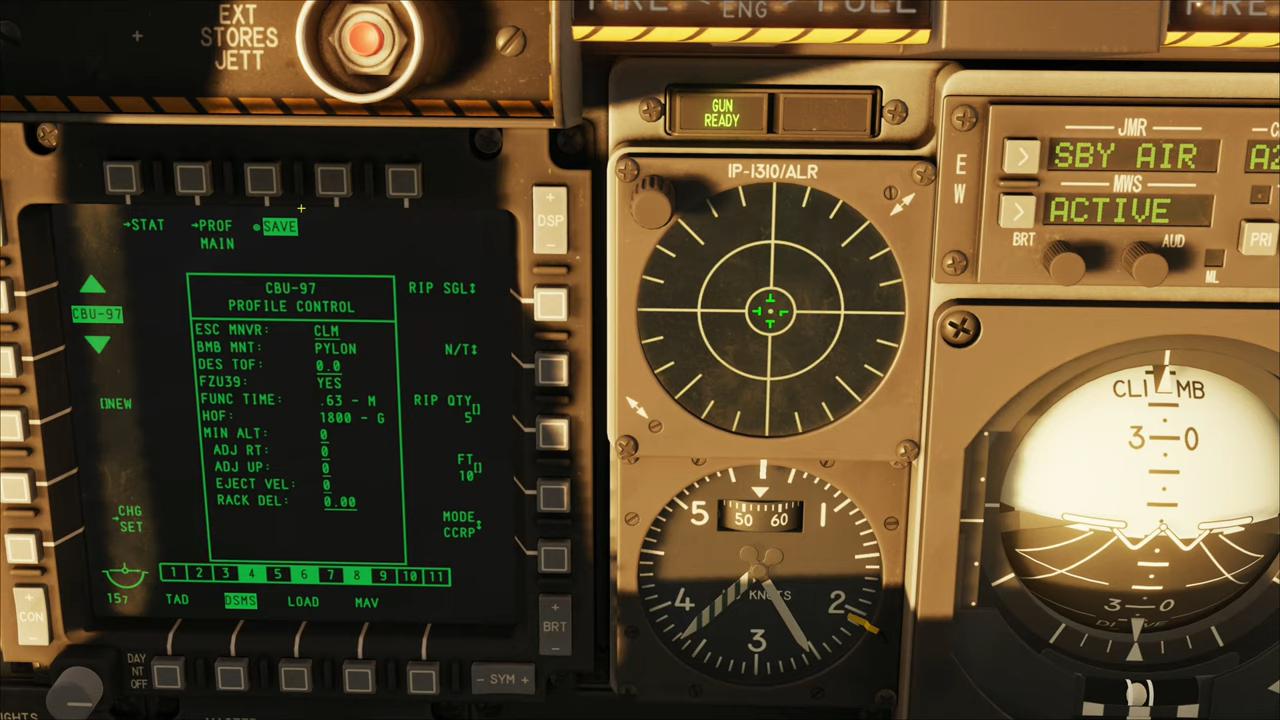 EXT
STORES
JETT
FIRE
ENG
PULL
FIRE
GUN
READY
IP-1310/ALR
JMR
SBY AIR
MWS
ACTIVE
E
W
BRT
AUD
ML
PRI
→STAT
→PROF
MAIN
SAVE
+
DSP
-
CBU-97
CBU-97
PROFILE CONTROL
ESC MNVR: CLM
BMB MNT: PYLON
DES TOF: 0.0
FZU39: YES
FUNC TIME: .63 - M
HOF: 1800 - G
MIN ALT: 0
ADJ RT: 0
ADJ UP: 0
EJECT VEL: 0
RACK DEL: 0.00
RIP SGL↕
N/T↕
RIP QTY
5[]
FT
10[]
MODE
CCRP↕
[]NEW
CHG
SET
1 2 3 4 5 6 7 8 9 10 11
157
TAD
DSMS
LOAD
MAV
+
CON
-
+
BRT
-
DAY
NT
OFF
- SYM +
5
50 60
1
4
KNOTS
2
3
CLIMB
3 0
3 0
DIVE